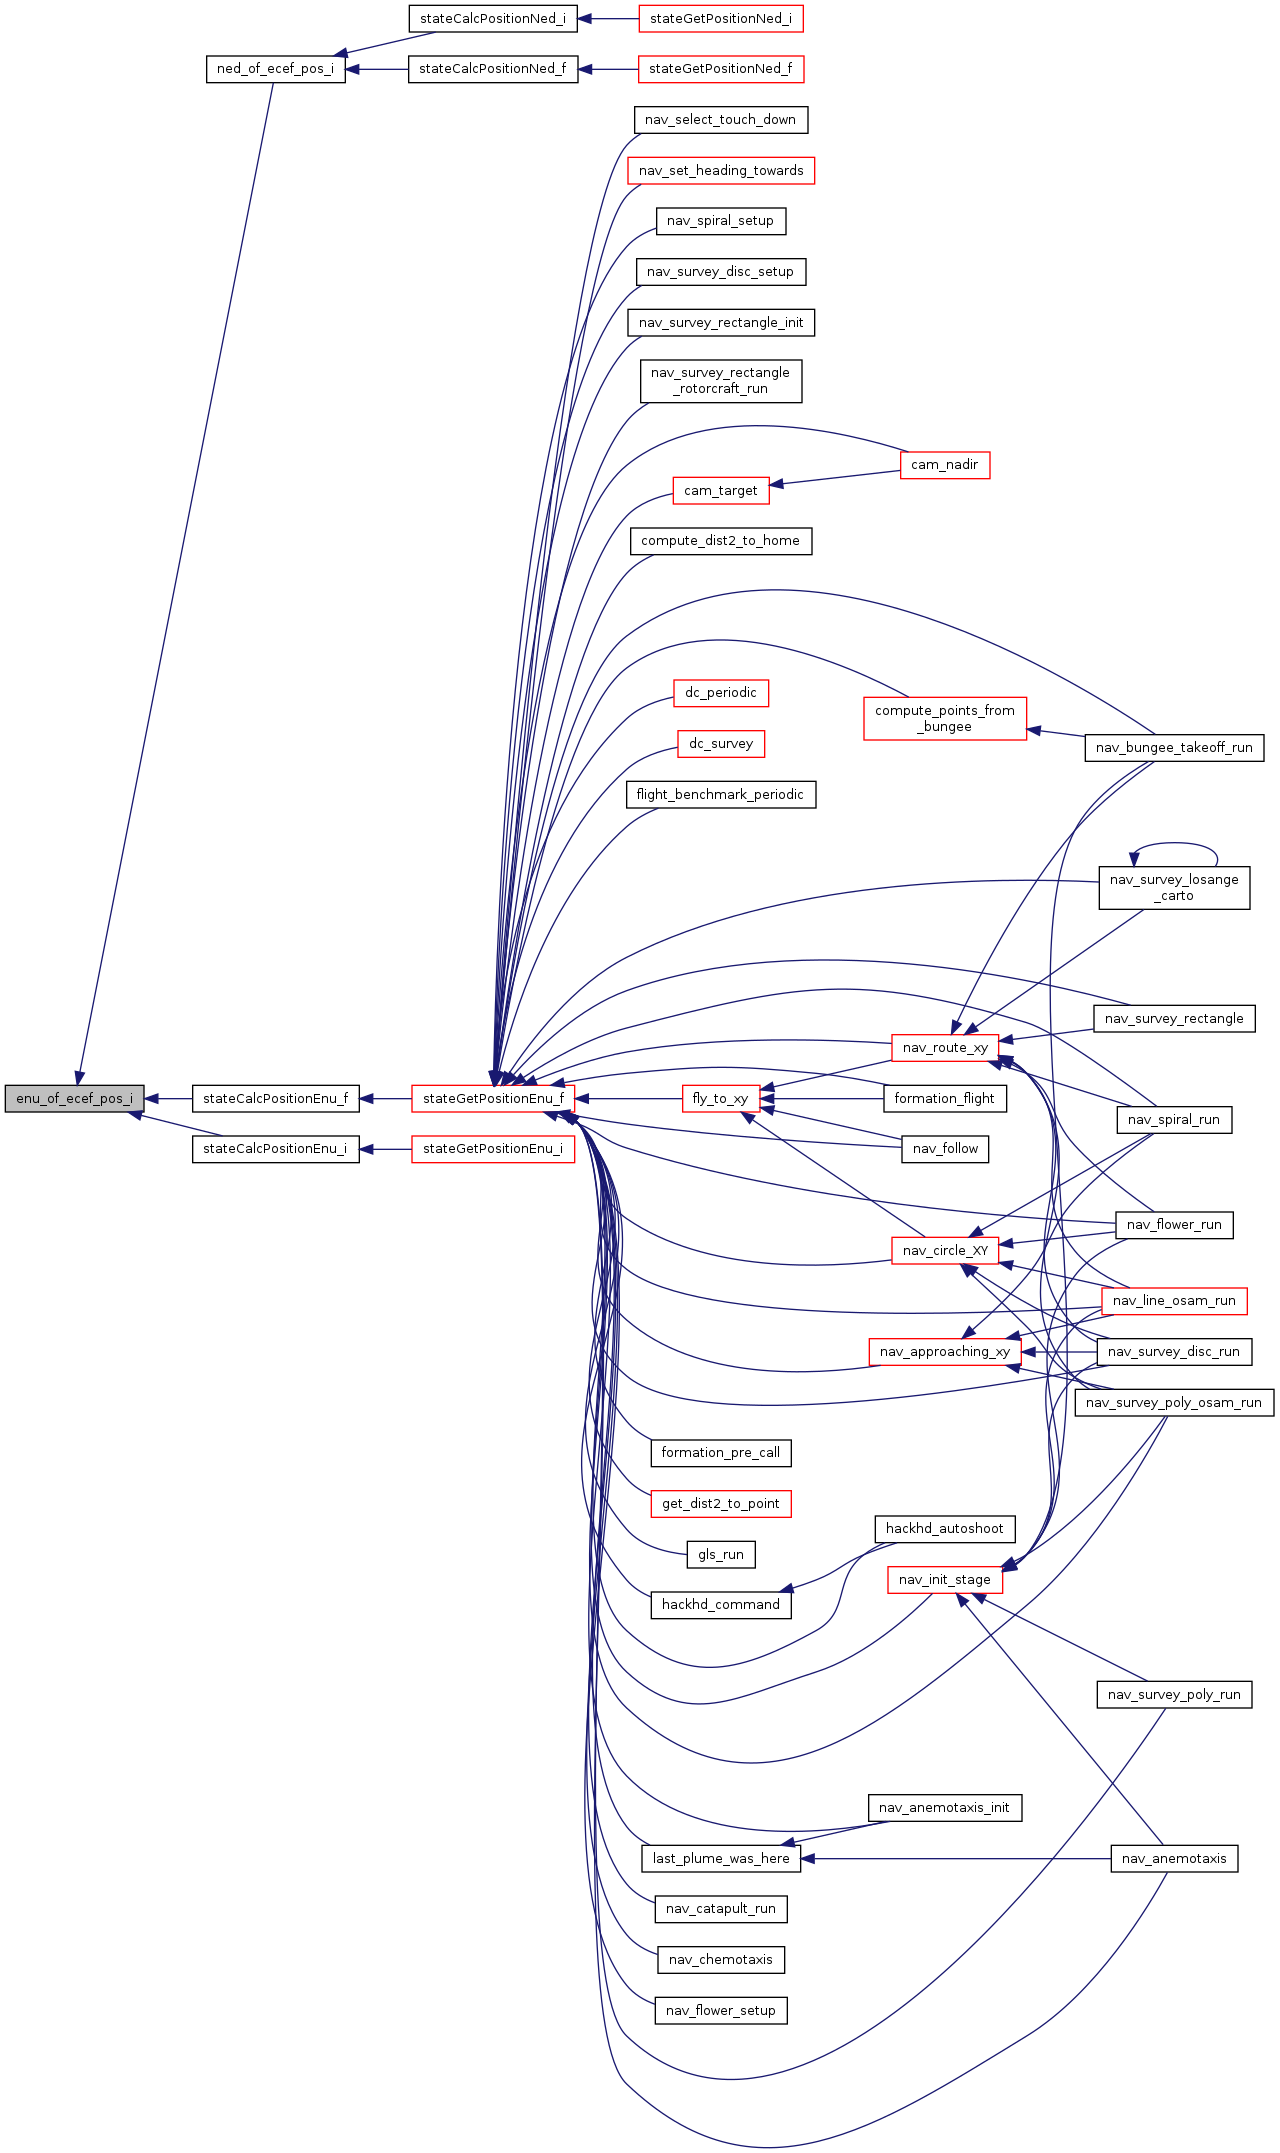 stateCalcPositionNed_i
stateGetPositionNed_i
ned_of_ecef_pos_i
stateCalcPositionNed_f
stateGetPositionNed_f
nav_select_touch_down
nav_set_heading_towards
nav_spiral_setup
nav_survey_disc_setup
nav_survey_rectangle_init
nav_survey_rectangle
_rotorcraft_run
cam_nadir
cam_target
compute_dist2_to_home
dc_periodic
compute_points_from
_bungee
dc_survey
nav_bungee_takeoff_run
flight_benchmark_periodic
nav_survey_losange
_carto
nav_survey_rectangle
nav_route_xy
enu_of_ecef_pos_i
stateCalcPositionEnu_f
stateGetPositionEnu_f
fly_to_xy
formation_flight
nav_spiral_run
stateCalcPositionEnu_i
stateGetPositionEnu_i
nav_follow
nav_flower_run
nav_circle_XY
nav_line_osam_run
nav_approaching_xy
nav_survey_disc_run
nav_survey_poly_osam_run
formation_pre_call
get_dist2_to_point
hackhd_autoshoot
gls_run
nav_init_stage
hackhd_command
nav_survey_poly_run
nav_anemotaxis_init
last_plume_was_here
nav_anemotaxis
nav_catapult_run
nav_chemotaxis
nav_flower_setup